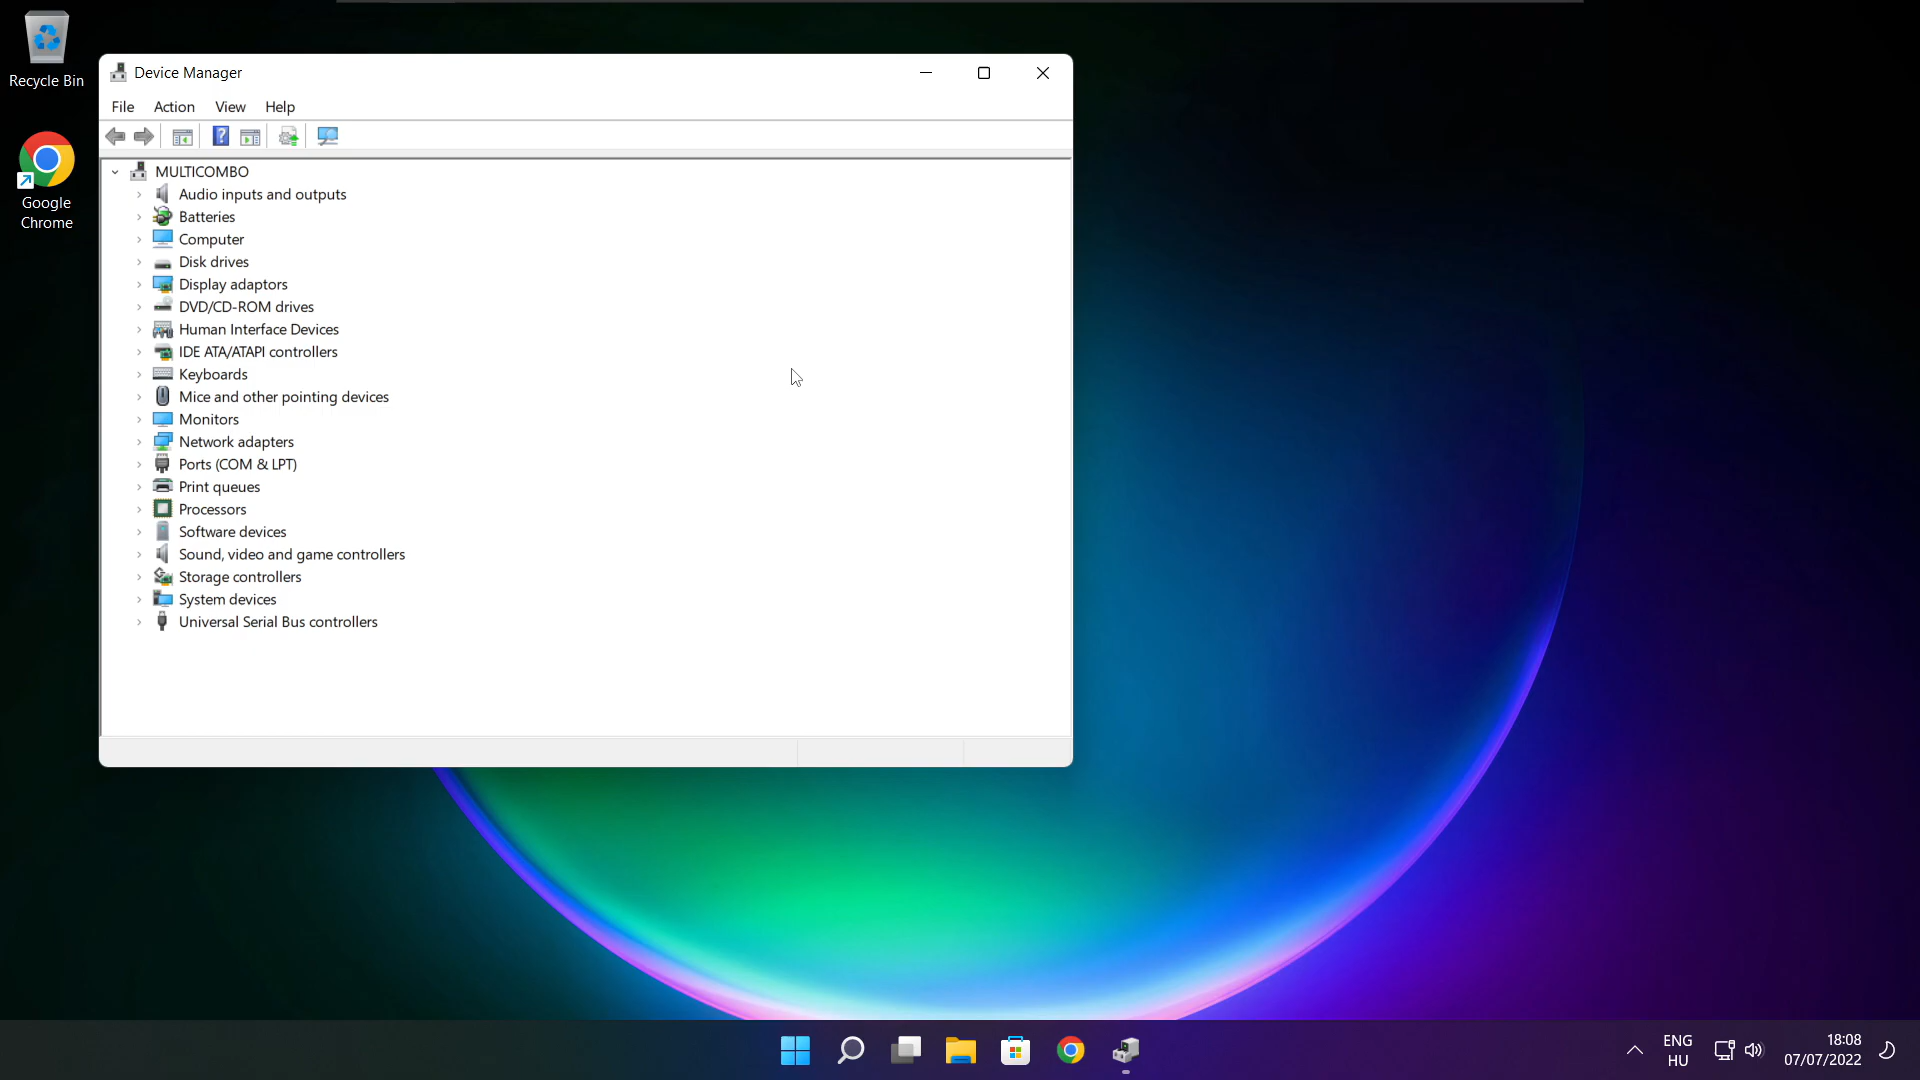 Recycle Bin
Google
Chrome
Device Manager
File Action View Help
MULTICOMBO
Audio inputs and outputs
Batteries
Computer
Disk drives
Display adaptors
DVD/CD-ROM drives
Human Interface Devices
IDE ATA/ATAPI controllers
Keyboards
Mice and other pointing devices
Monitors
Network adapters
Ports (COM & LPT)
Print queues
Processors
Software devices
Sound, video and game controllers
Storage controllers
System devices
Universal Serial Bus controllers
ENG
HU
18:08
07/07/2022